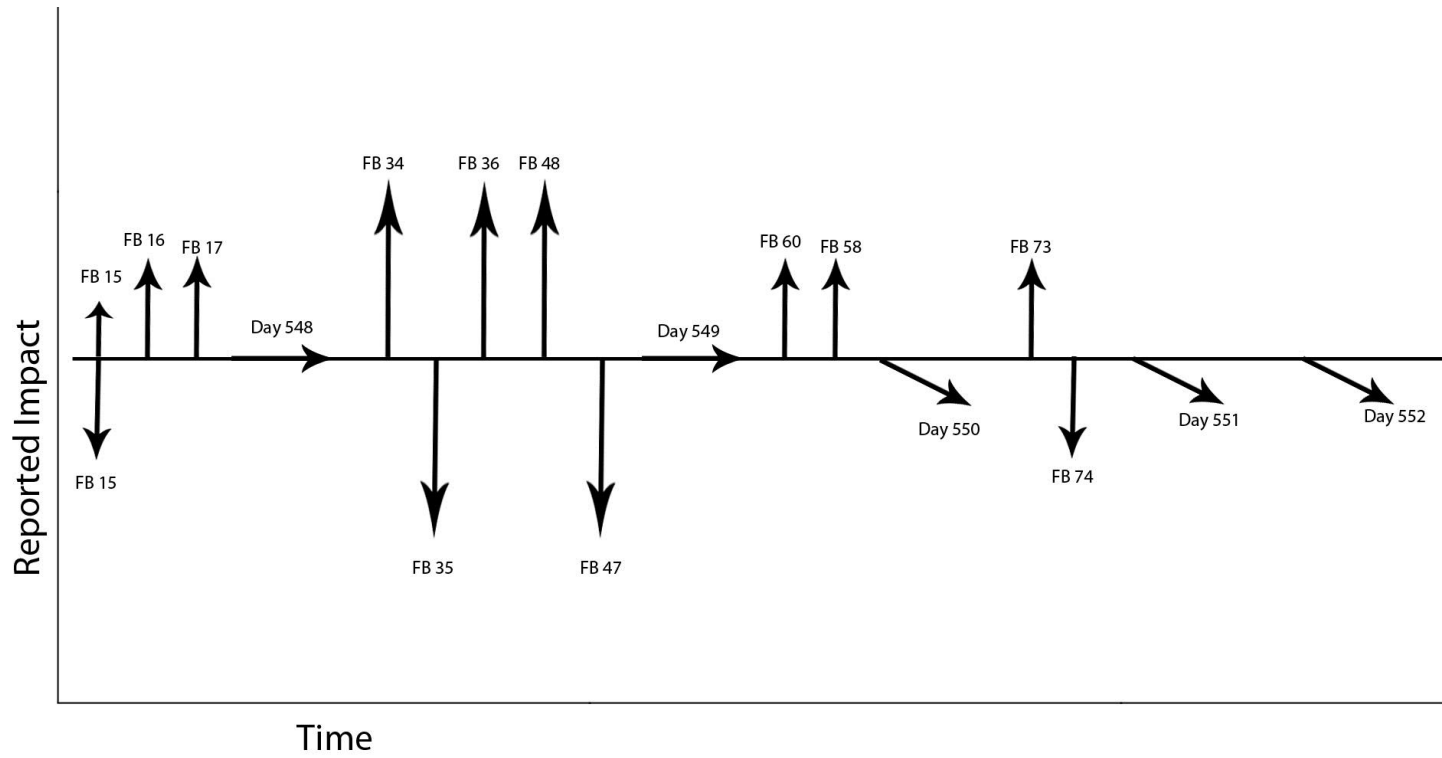 FB 34
FB 36
FB 48
FB 16
FB 17
FB 60
FB 58
FB 73
FB 15
Day 548
Day 549
Day 550
Day 551
Day 552
FB 15
FB 74
FB 35
FB 47
Reported Impact
Time